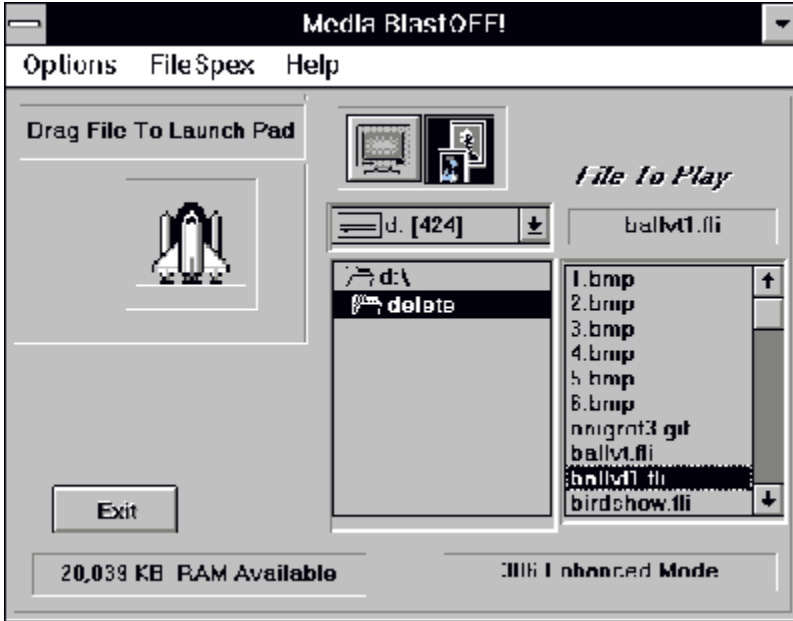 Media BlastOFF!
Options FileSpex Help
Drag File To Launch Pad
File To Play
d: [424]
ballvt1.fli
d:\
delete
1.bmp
2.bmp
3.bmp
4.bmp
5.bmp
6.bmp
ballvt.fli
ballvt1.fli
birdshow.fli
Exit
20,039 KB RAM Available
386 Enhanced Mode